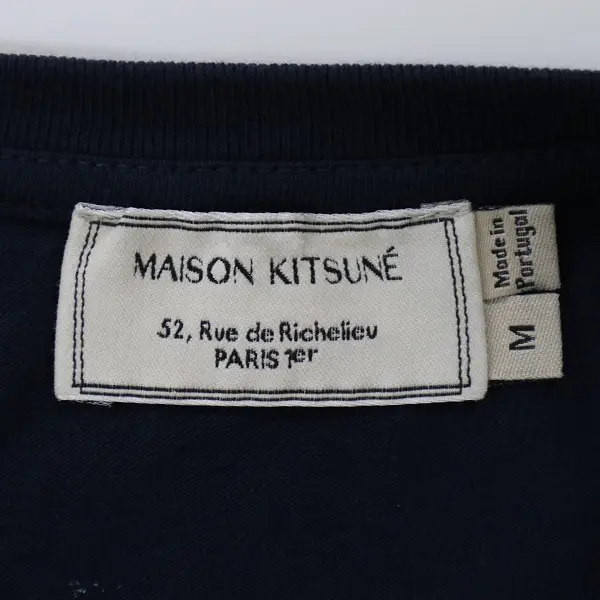 MAISON KITSUNÉ
52, Rue de Richelieu
PARIS 1er
Made in
Portugal
M